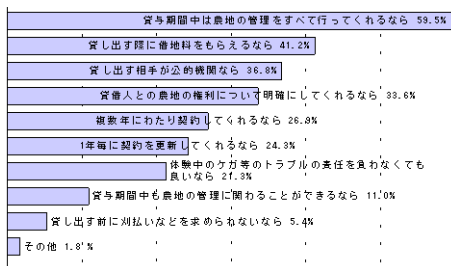 貸与期間中は農地の管理をすべて行ってくれるなら 59.5%
貸し出す際に借地料をもらえるなら 41.2%
貸し出す相手が公的機関なら 36.8%
貸借人との農地の権利について明確にしてくれるなら 33.6%
複数年にわたり契約してくれるなら 26.9%
1年毎に契約を更新してくれるなら 24.3%
体験中のケガ等のトラブルの責任を負わなくても
良いなら 21.3%
貸与期間中も農地の管理に関わることができるなら 11.0%
貸し出す前に刈払いなどを求められないなら 5.4%
その他 1.8%